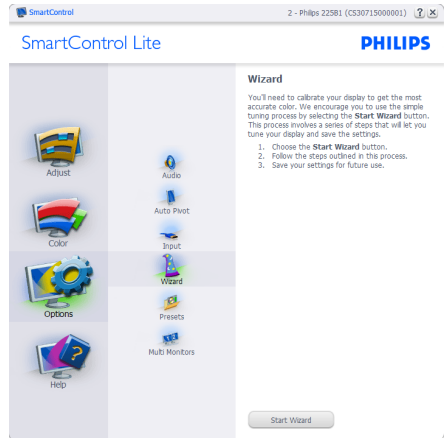 SmartControl
2 - Philips 225B1 (CS30715000001)
SmartControl Lite
PHILIPS
Adjust
Color
Options
Help
Audio
Auto Pivot
Input
Wizard
Presets
Multi Monitors
Wizard
You'll need to calibrate your display to get the most
accurate color. We encourage you to use the simple
tuning process by selecting the Start Wizard button.
This process involves a series of steps that will let you
tune your display and save the settings.
1. Choose the Start Wizard button.
2. Follow the steps outlined in this process.
3. Save your settings for future use.
Start Wizard